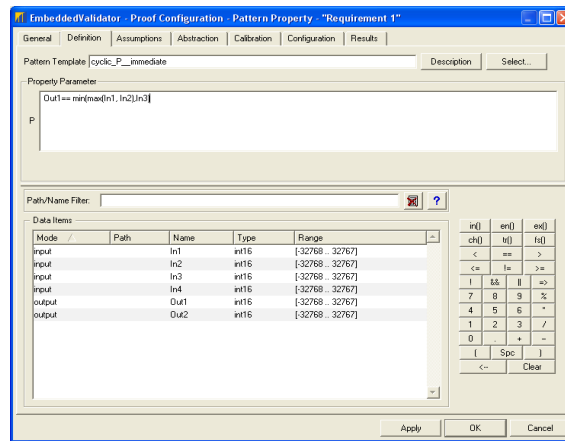 EmbeddedValidator - Proof Configuration - Pattern Property - "Requirement 1"
General Definition Assumptions Abstraction Calibration Configuration Results
Pattern Template cyclic_P__immediate Description Select...
Property Parameter
Out1== min(max(In1, In2),In3)
P
Path/Name Filter: ?
Data Items
Mode Path Name Type Range
input In1 int16 [-32768 .. 32767]
input In2 int16 [-32768 .. 32767]
input In3 int16 [-32768 .. 32767]
input In4 int16 [-32768 .. 32767]
output Out1 int16 [-32768 .. 32767]
output Out2 int16 [-32768 .. 32767]
in() en() ex()
ch() tr() fs()
< == >
<= != >=
! && || =>
7 8 9 %
4 5 6 *
1 2 3 /
0 . + -
( Spc )
<-- Clear
Apply OK Cancel